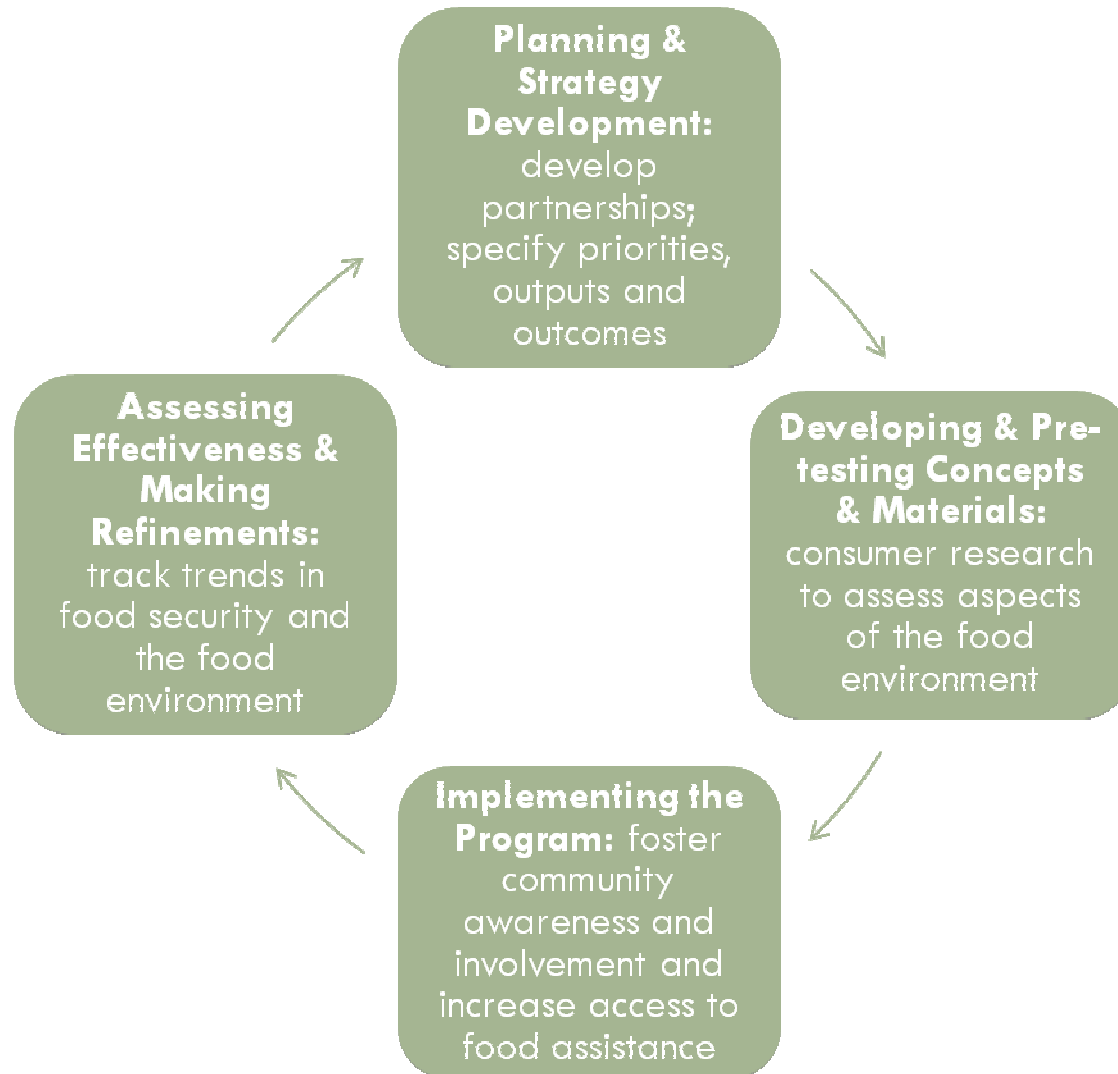 Planning &
Strategy
Development:
develop
partnerships;
specify priorities,
outputs and
outcomes
Developing & Pre-
testing Concepts
& Materials:
consumer research
to assess aspects
of the food
environment
Implementing the
Program: foster
community
awareness and
involvement and
increase access to
food assistance
Assessing
Effectiveness &
Making
Refinements:
track trends in
food security and
the food
environment